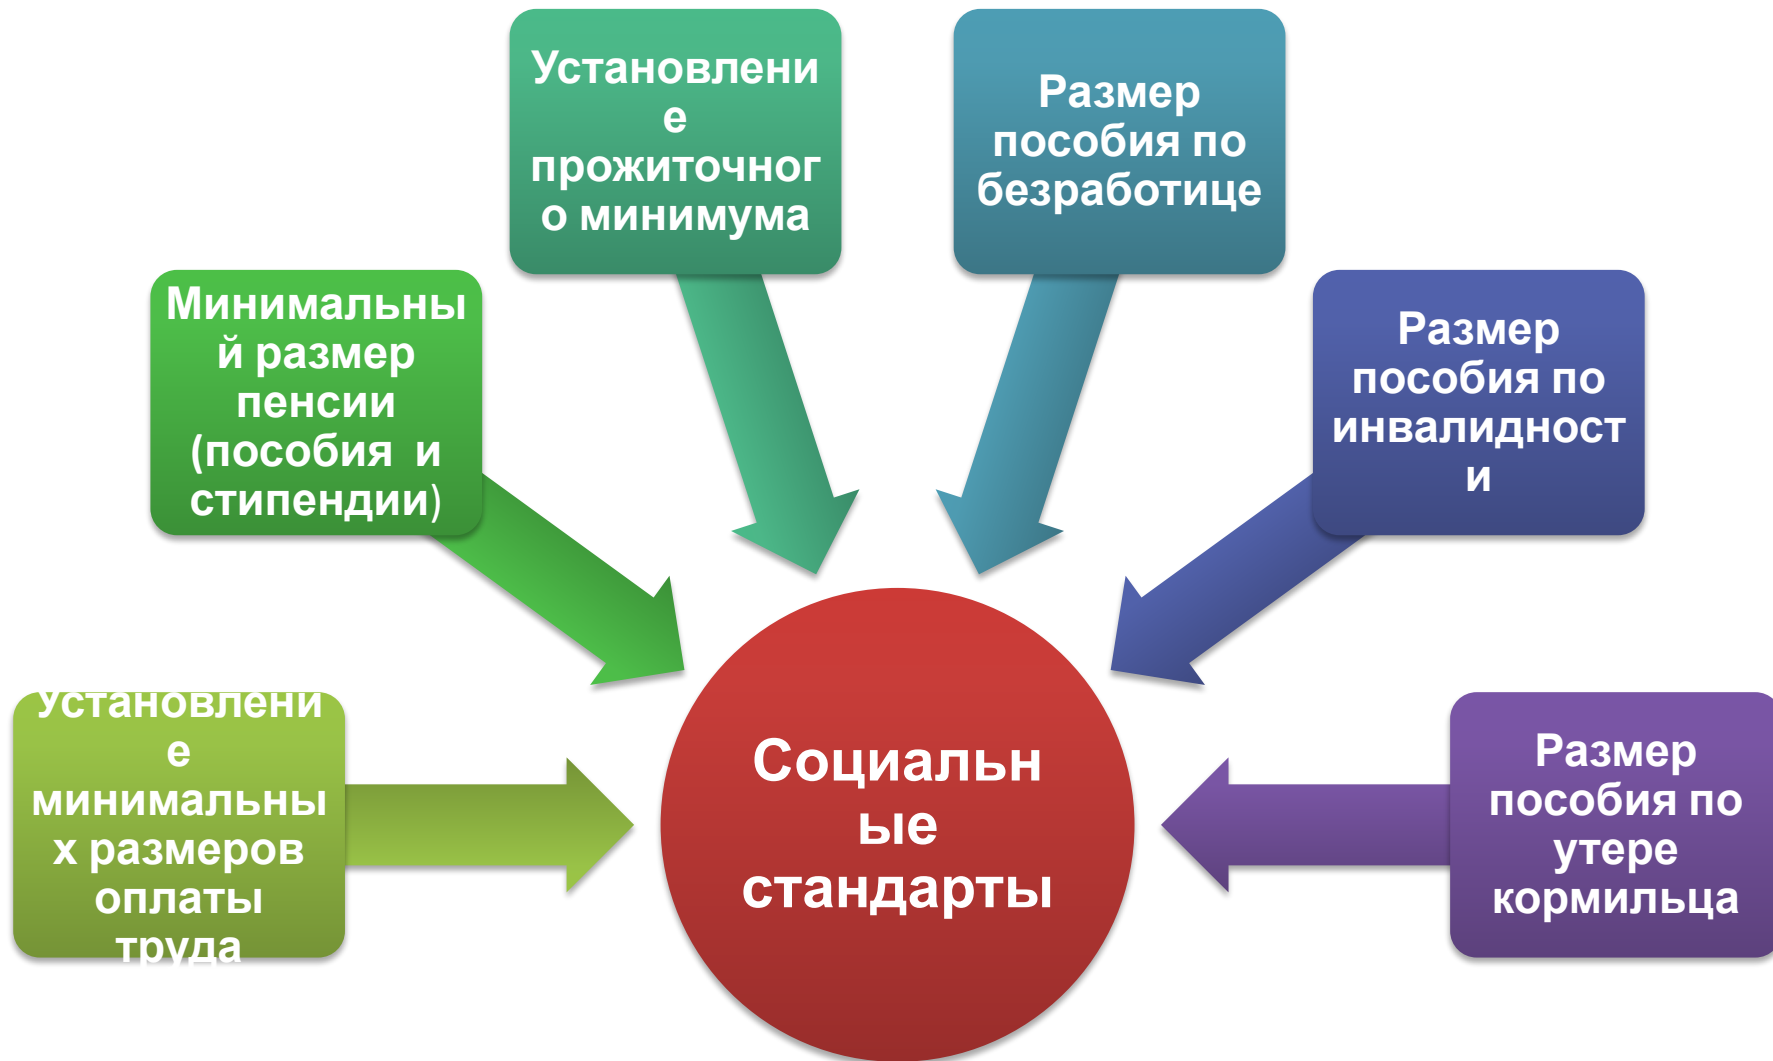 Установлени
е
прожиточног
о минимума
Размер
пособия по
безработице
Минимальны
й размер
пенсии
(пособия и
стипендии)
Размер
пособия по
инвалидност
и
Установлени
е
минимальны
х размеров
оплаты
труда
Социальн
ые
стандарты
Размер
пособия по
утере
кормильца